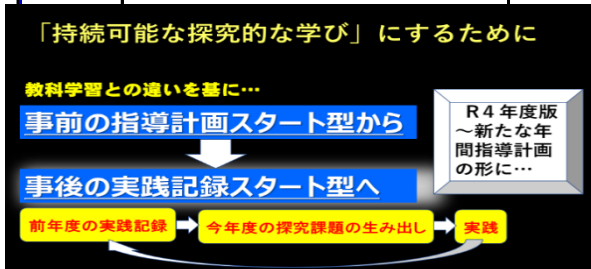 「持続可能な探究的な学び」にするために
教科学習との違いを基に…
事前の指導計画スタート型から
事後の実践記録スタート型へ
R4年度版
~新たな年
間指導計画
の形に…
前年度の実践記録
今年度の探究課題の生み出し
実践